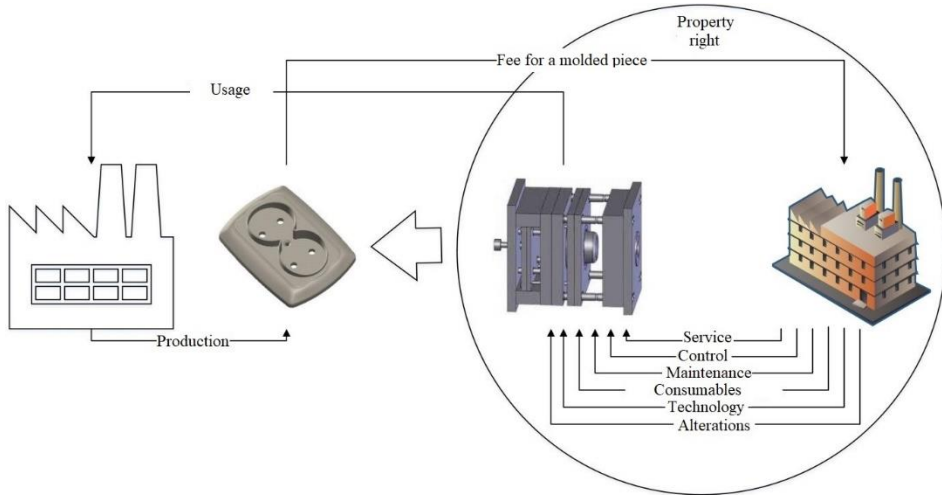 Property
right
Fee for a molded piece
Usage
Production
Service
Control
Maintenance
Consumables
Technology
Alterations